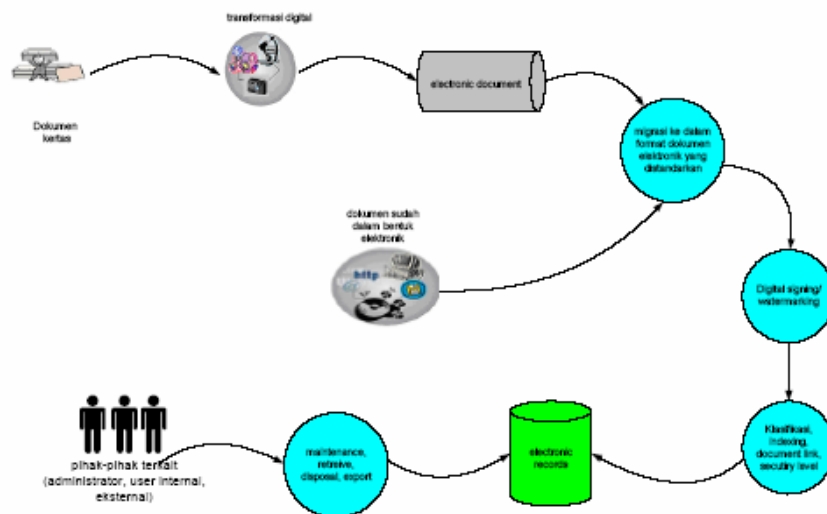 transformasi digital
Dokumen
kertas
electronic document
migrasi ke dalam
format dokumen
elektronik yang
distandarkan
dokumen sudah
dalam bentuk
elektronik
http
Digital signing/
watermarking
pihak-pihak terkait
(administrator, user internal,
eksternal)
maintenance,
retreive,
disposal, export
electronic
records
Klasifikasi,
indexing,
document link,
secutiry level